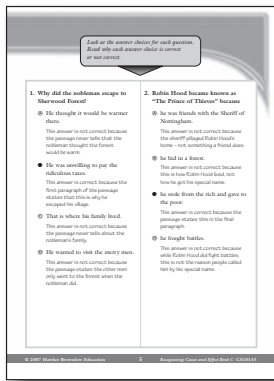 Look at the answer choices for each question.
Read why each answer choice is correct
or not correct.
1. Why did the nobleman escape to
Sherwood Forest?
Ⓐ He thought it would be warmer
there.
This answer is not correct because
the passage never tells that the
nobleman thought the forest
would be warm.
● He was unwilling to pay the
ridiculous taxes.
This answer is correct because the
first paragraph of the passage
states that this is why he
escaped his village.
Ⓒ That is where his family lived.
This answer is not correct because
the passage never tells about the
nobleman's family.
Ⓓ He wanted to visit the merry men.
This answer is not correct because
the passage states the other men
only went to the forest when the
nobleman did.
2. Robin Hood became known as
"The Prince of Thieves" because
Ⓐ he was friends with the Sheriff of
Nottingham.
This answer is not correct because the
sheriff pillaged Robin Hood's
home – not something a friend does.
Ⓑ he hid in a forest.
This answer is not correct because
this is how Robin Hood lived, not
how he got his special name.
● he stole from the rich and gave to
the poor.
This answer is correct because the
passage states this in the final
paragraph.
Ⓓ he fought battles.
This answer is not correct because
while Robin Hood did fight battles,
this is not the reason people called
him by his special name.
© 2007 Hawker Brownlow Education
5
Recognising Cause and Effect Book C